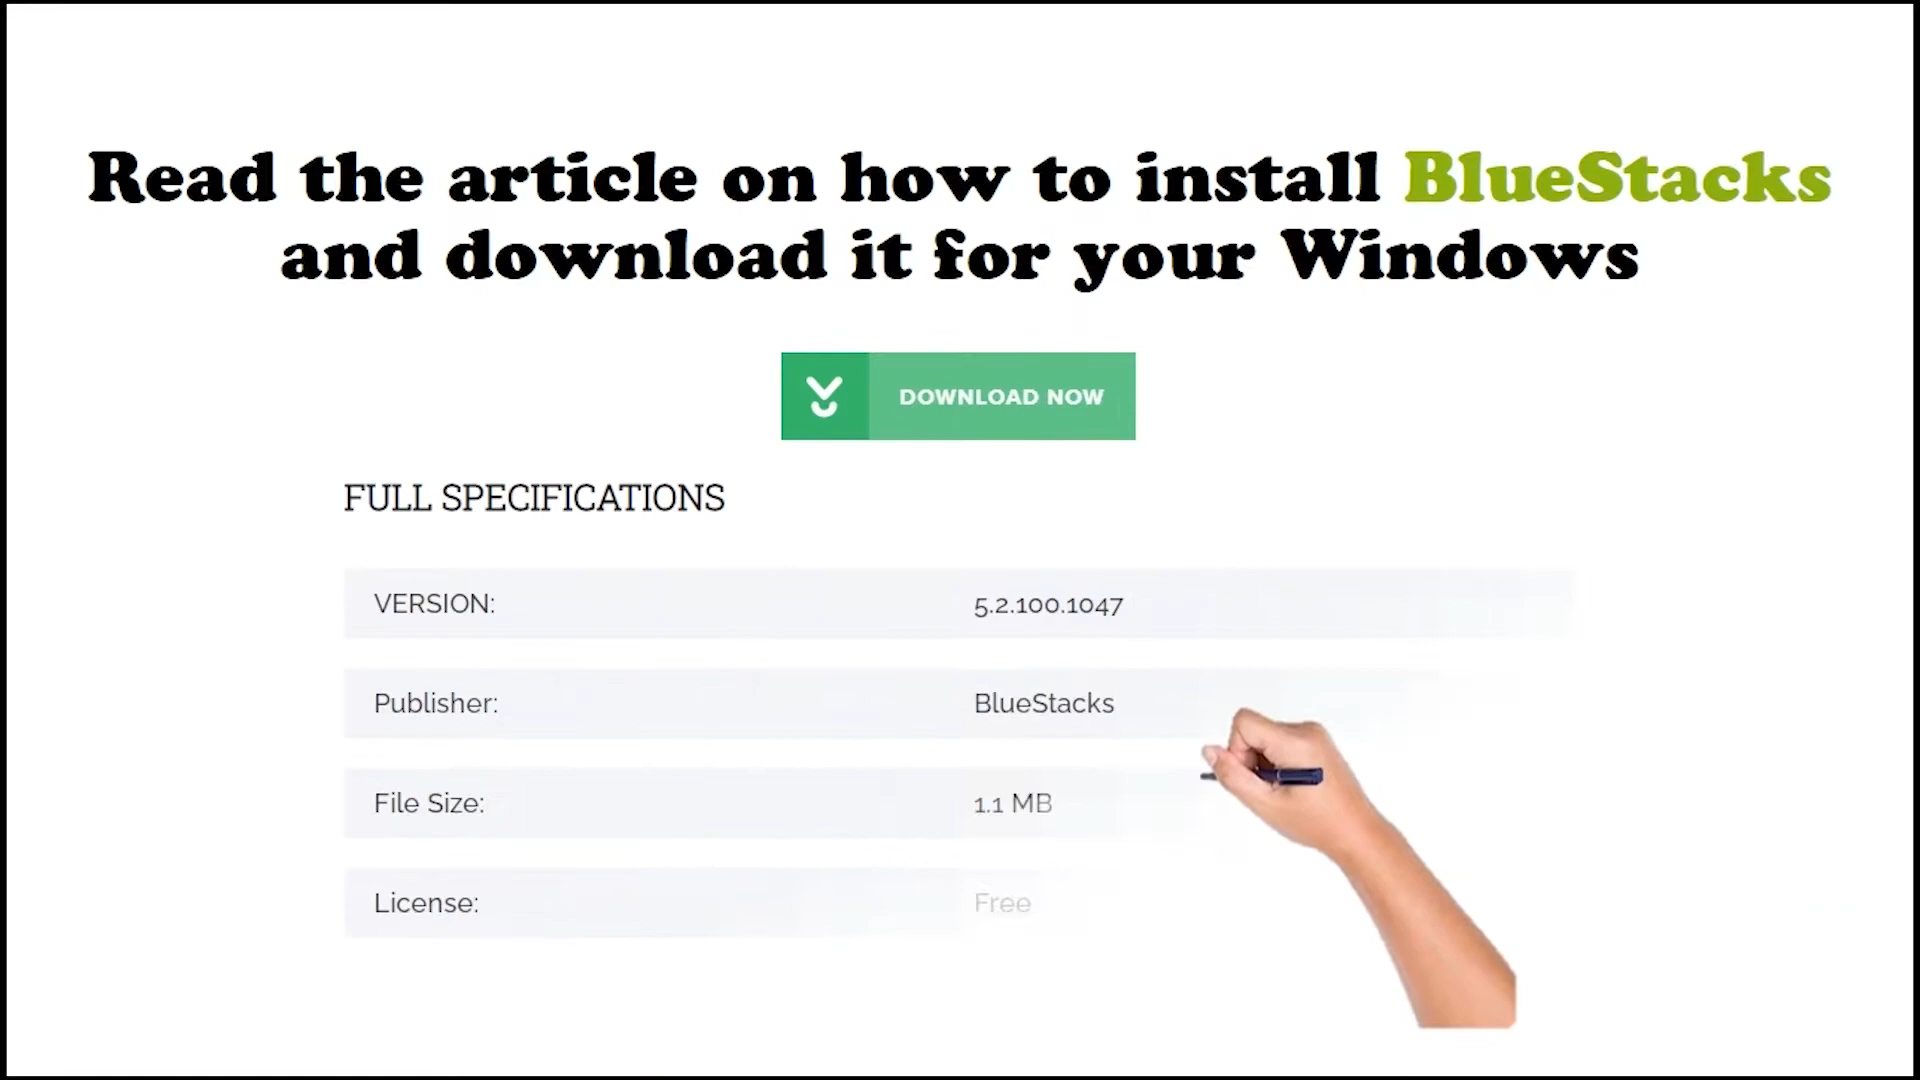 Read the article on how to install BlueStacks
and download it for your Windows
DOWNLOAD NOW
FULL SPECIFICATIONS
VERSION: 5.2.100.1047
Publisher: BlueStacks
File Size: 1.1 MB
License: Free